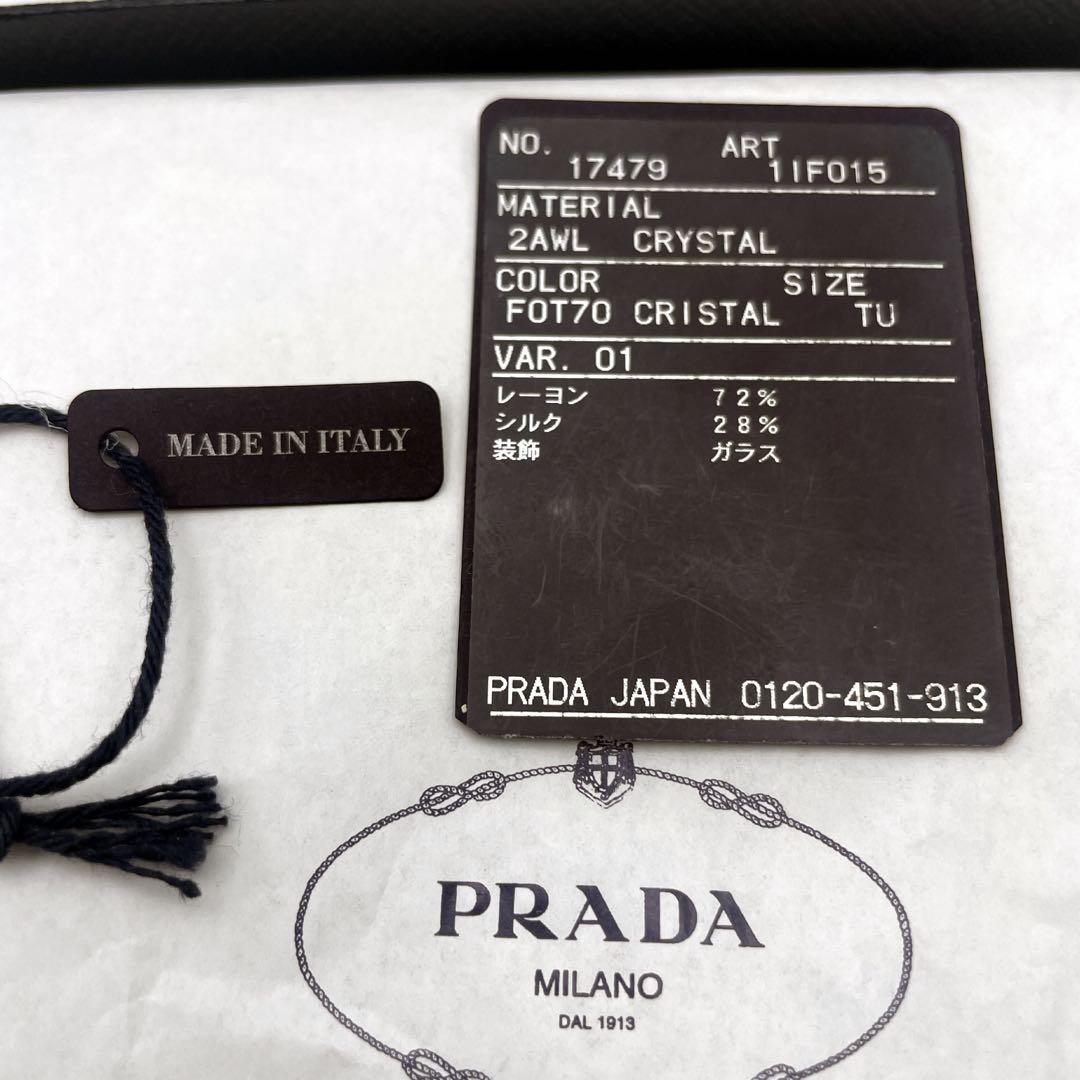 NO. ART
17479 1IF015
MATERIAL
2AWL CRYSTAL
COLOR SIZE
F0T70 CRISTAL TU
VAR. 01
レーヨン 72%
シルク 28%
装飾 ガラス
PRADA JAPAN 0120-451-913
MADE IN ITALY
PRADA
MILANO
DAL 1913